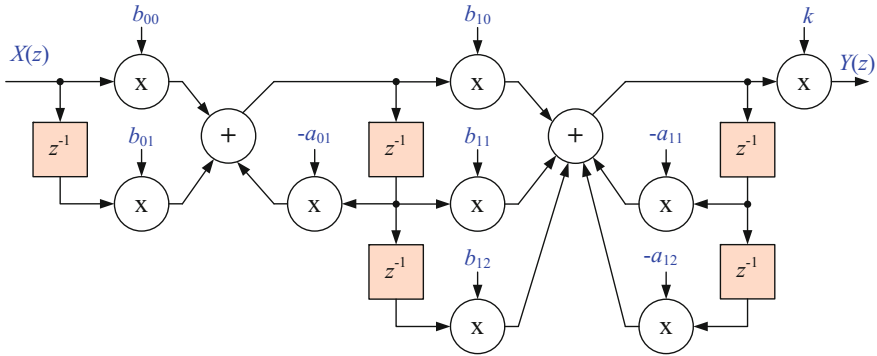 b₀₀ b₁₀ k
X(z) Y(z)
x x x
+ +
z⁻¹ b₀₁ -a₀₁ z⁻¹ b₁₁ -a₁₁ z⁻¹
x x x x
z⁻¹ b₁₂ -a₁₂ z⁻¹
x x